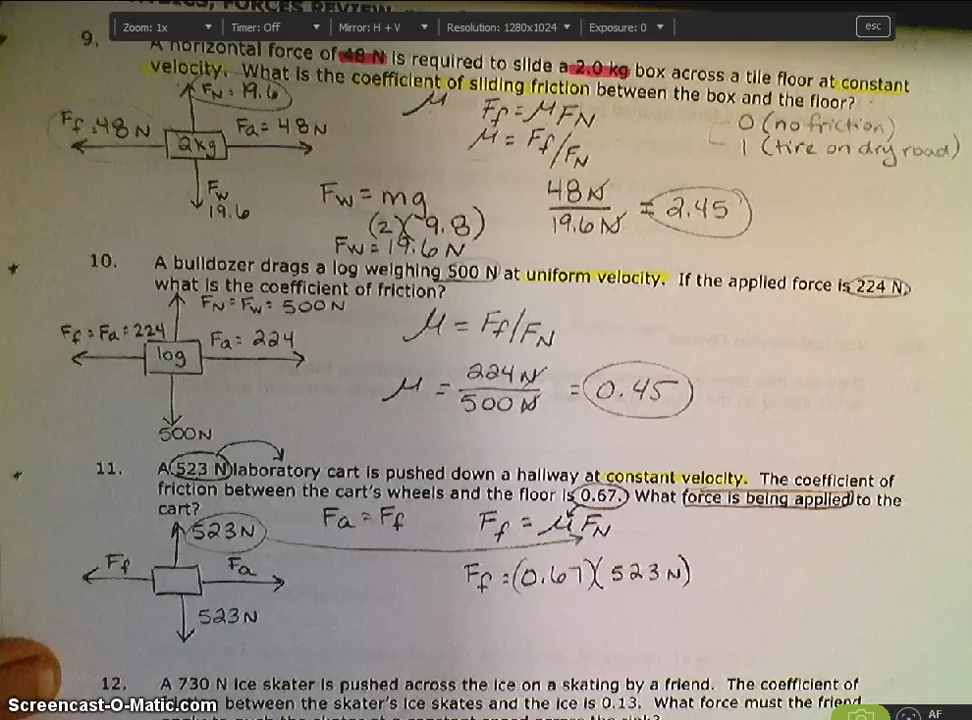 PHYSICS, FORCES REVIEW
Zoom: 1x Timer: Off Mirror: H + V Resolution: 1280x1024 Exposure: 0 esc
9. A horizontal force of 48 N is required to slide a 2.0 kg box across a tile floor at constant
velocity. What is the coefficient of sliding friction between the box and the floor?
FN = 19.6
Ff = 48 N
Fa = 48 N
2kg
Fw
19.6
μ
Ff = μFN
μ = Ff/FN
0 (no friction)
1 (tire on dry road)
Fw = mg
(2)(9.8)
Fw = 19.6 N
48N
19.6N
= 2.45
10. A bulldozer drags a log weighing 500 N at uniform velocity. If the applied force is 224 N,
what is the coefficient of friction?
FN = Fw = 500 N
Ff = Fa = 224
Fa = 224
log
500N
μ = Ff/FN
μ = 224 N
500 N
= 0.45
11. A 523 N laboratory cart is pushed down a hallway at constant velocity. The coefficient of
friction between the cart's wheels and the floor is 0.67. What force is being applied to the
cart?
523N
Ff
Fa
523N
Fa = Ff
Ff = μFN
Ff = (0.67)(523 N)
12. A 730 N ice skater is pushed across the ice on a skating by a friend. The coefficient of
between the skater's ice skates and the ice is 0.13. What force must the friend
Screencast-O-Matic.com
AF